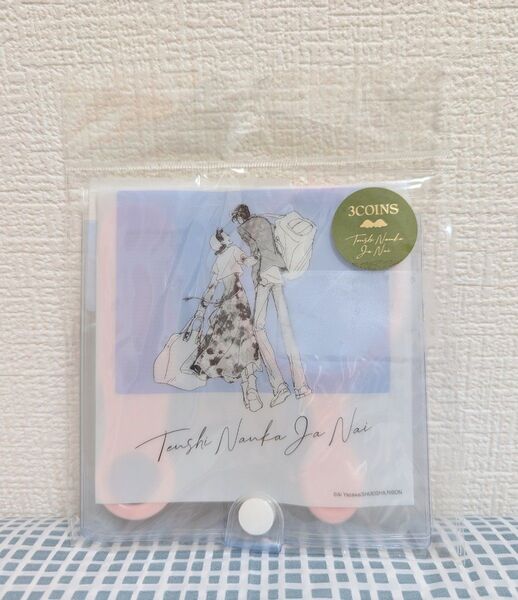 3COINS
Tenshi Nanka
Ja Nai
Tenshi Nanka Ja Nai
©Ai Yazawa/SHUEISHA,RIBON